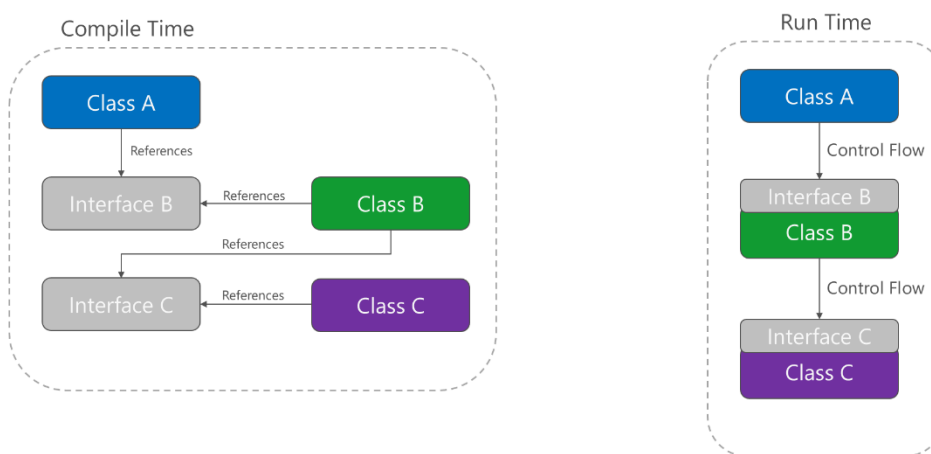 Compile Time
Class A
References
Interface B
References
Class B
References
Interface C
References
Class C
Run Time
Class A
Control Flow
Interface B
Class B
Control Flow
Interface C
Class C